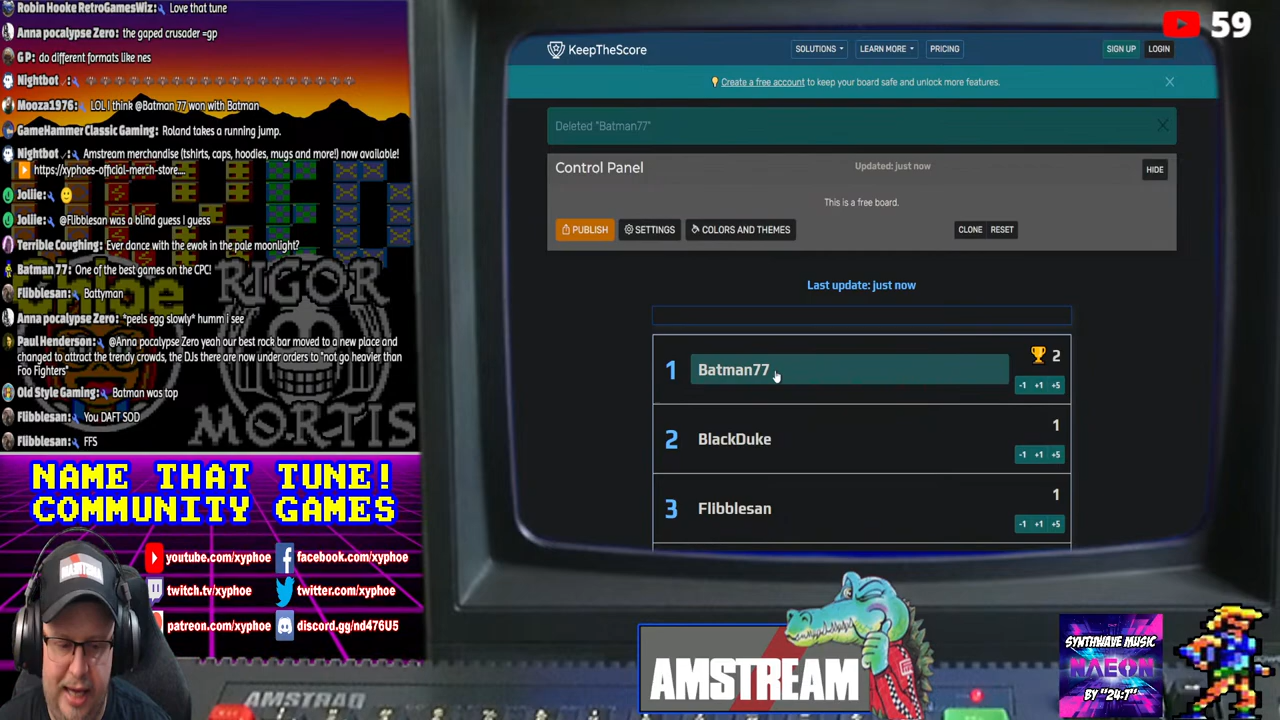 Robin Hooke RetroGamesWiz: Love that tune
Anna pocalypse Zero: the gaped crusader =gp
G P: do different formats like nes
Nightbot
Mooza1976: LOL I think @Batman 77 won with Batman
GameHammer Classic Gaming: Roland takes a running jump.
Nightbot: Amstream merchandise (tshirts, caps, hoodies, mugs and more!) now available!
https://xyphoes-official-merch-store....
Jollie:
Jollie: @Flibblesan was a blind guess I guess
Terrible Coughing: Ever dance with the ewok in the pale moonlight?
Batman 77: One of the best games on the CPC!
Flibblesan: Battyman
Anna pocalypse Zero: *peels egg slowly* humm i see
Paul Henderson: @Anna pocalypse Zero yeah our best rock bar moved to a new place and
changed to attract the trendy crowds, the DJs there are now under orders to "not go heavier than
Foo Fighters"
Old Style Gaming: Batman was top
Flibblesan: You DAFT SOD
Flibblesan: FFS
Chloe
RIGOR
MORTIS
NAME THAT TUNE!
COMMUNITY GAMES
youtube.com/xyphoe
facebook.com/xyphoe
twitch.tv/xyphoe
twitter.com/xyphoe
patreon.com/xyphoe
discord.gg/nd476U5
59
KeepTheScore
SOLUTIONS
LEARN MORE
PRICING
SIGN UP
LOGIN
Create a free account to keep your board safe and unlock more features.
Deleted "Batman77"
Control Panel
Updated: just now
HIDE
This is a free board.
PUBLISH
SETTINGS
COLORS AND THEMES
CLONE
RESET
Last update: just now
1 Batman77 2
-1 +1 +5
2 BlackDuke 1
-1 +1 +5
3 Flibblesan 1
-1 +1 +5
AMSTRAD
AMSTREAM
SYNTHWAVE MUSIC
NAEON
BY "24:7"